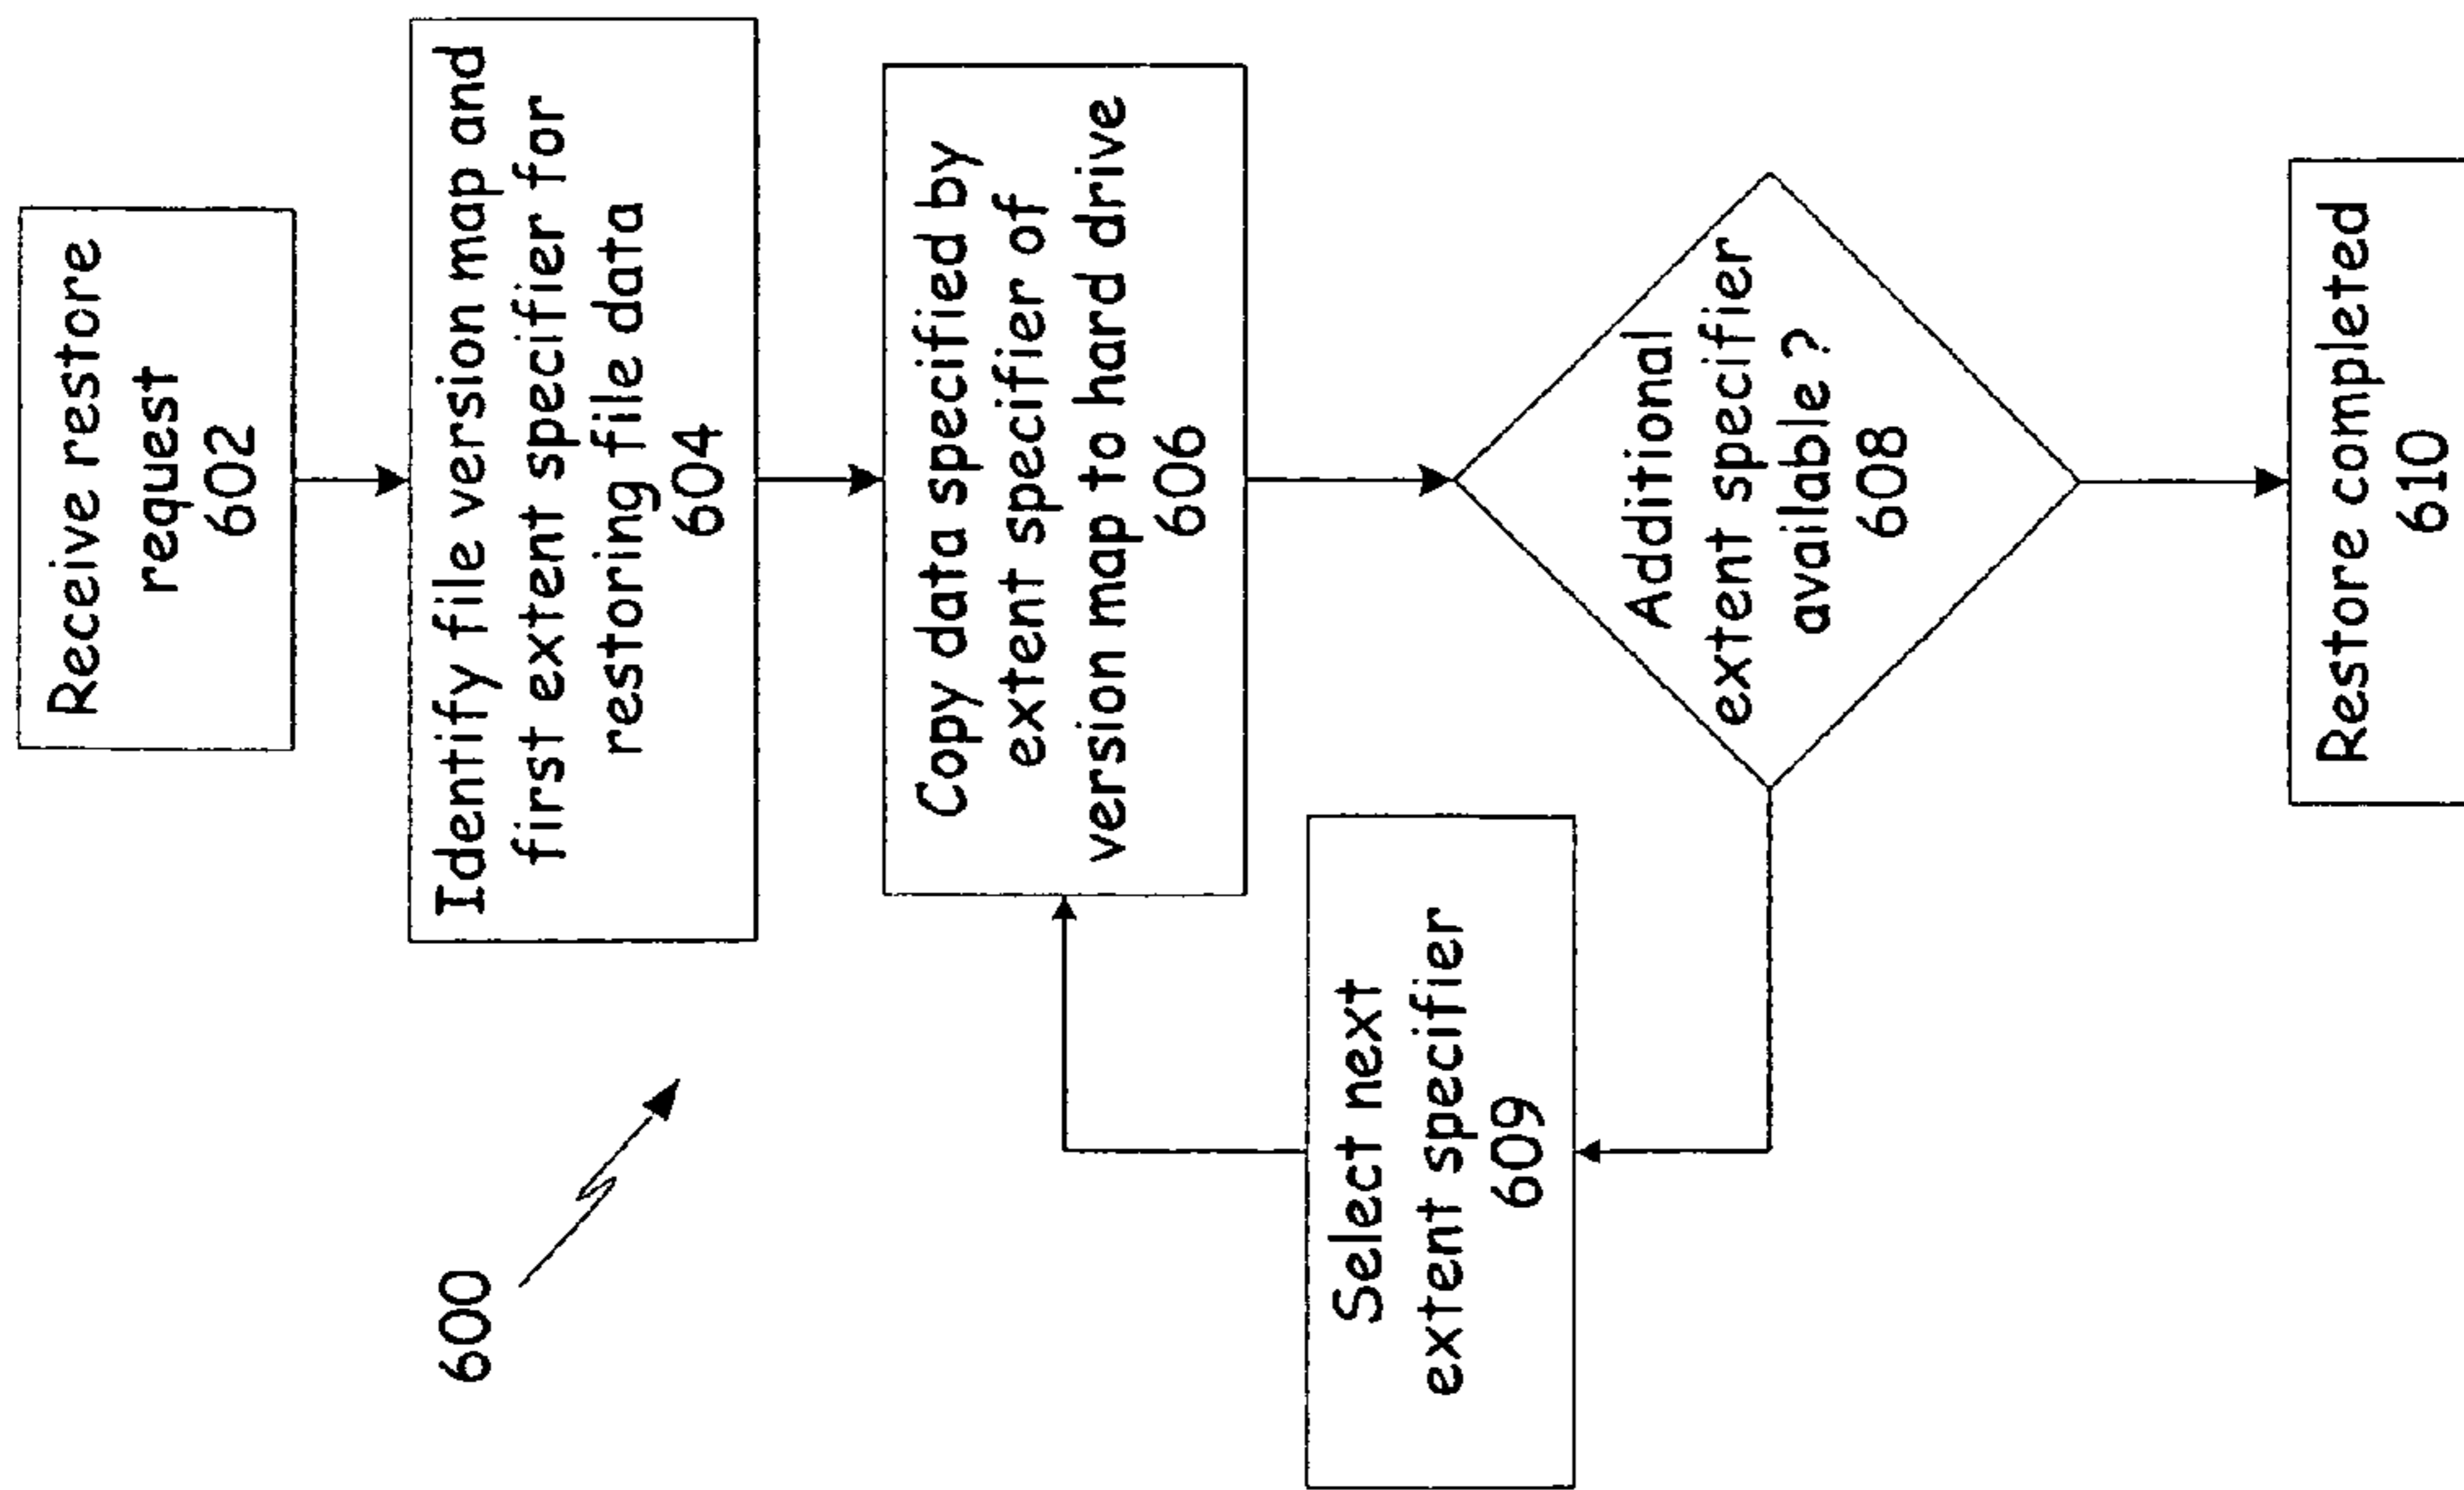 Receive restore
request
602
Identify file version map and
first extent specifier for
restoring file data
604
600
Copy data specified by
extent specifier of
version map to hard drive
606
Select next
extent specifier
609
Additional
extent specifier
available ?
608
Restore completed
610